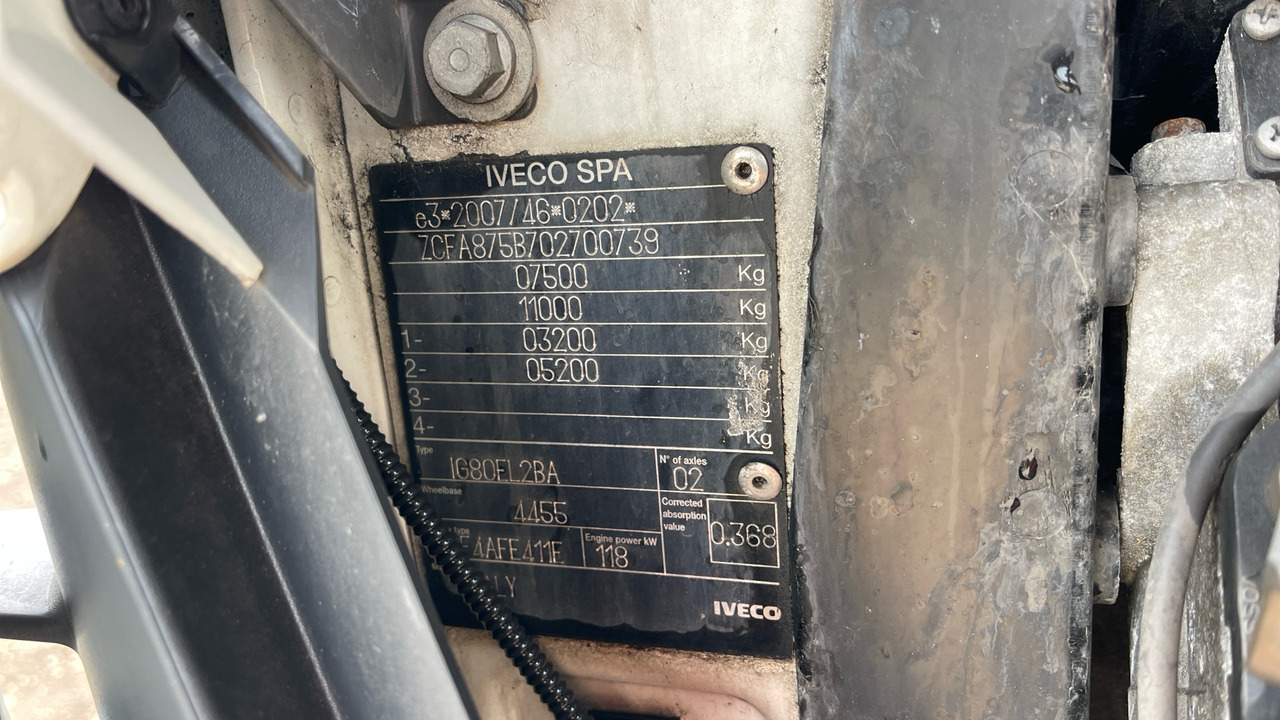 IVECO SPA
e3*2007/46*0202*
ZCFA875B702700739
07500 Kg
11000 Kg
1- 03200 Kg
2- 05200 Kg
3- Kg
4- Kg
Type
IG80EL2BA
N° of axles
02
Wheelbase
4455
Corrected
absorption
value
0.368
type
4AFE411E
Engine power kW
118
LY
IVECO